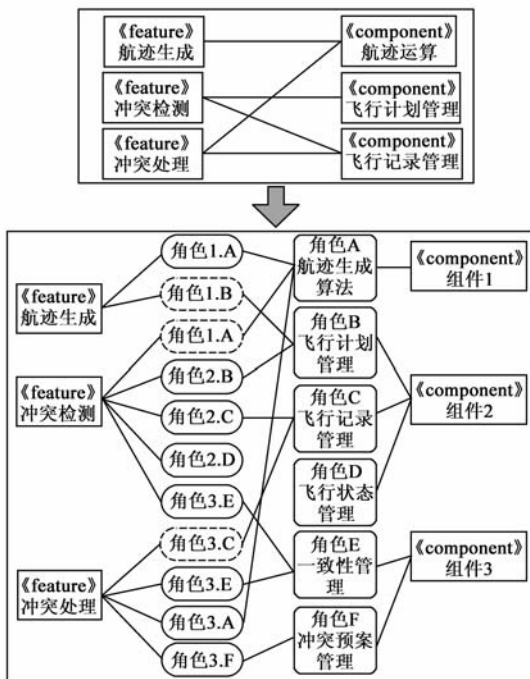 《feature》
航迹生成
《component》
航迹运算
《feature》
冲突检测
《component》
飞行计划管理
《feature》
冲突处理
《component》
飞行记录管理
《feature》
航迹生成
《feature》
冲突检测
《feature》
冲突处理
角色1.A
角色1.B
角色1.A
角色2.B
角色2.C
角色2.D
角色3.E
角色3.C
角色3.E
角色3.A
角色3.F
角色A
航迹生成
算法
角色B
飞行计划
管理
角色C
飞行记录
管理
角色D
飞行状态
管理
角色E
一致性管
理
角色F
冲突预案
管理
《component》
组件1
《component》
组件2
《component》
组件3